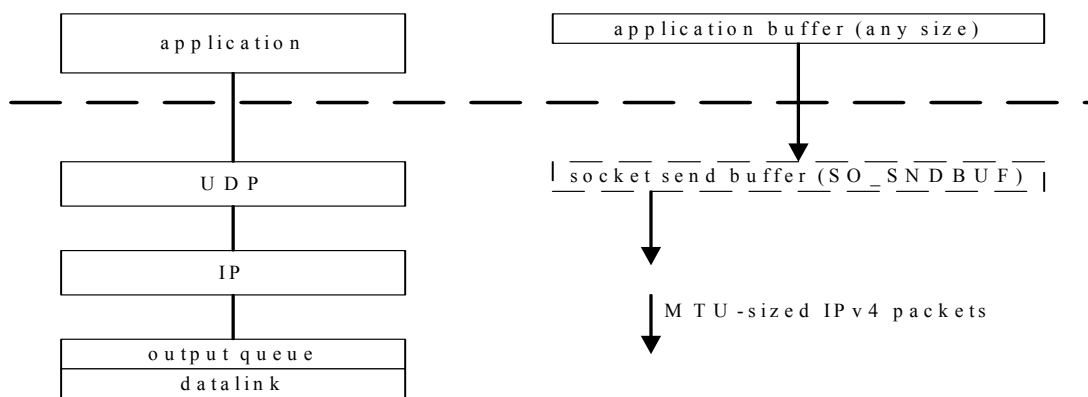 application
application buffer (any size)
UDP
socket send buffer (SO_SNDBUF)
IP
MTU-sized IPv4 packets
output queue
datalink